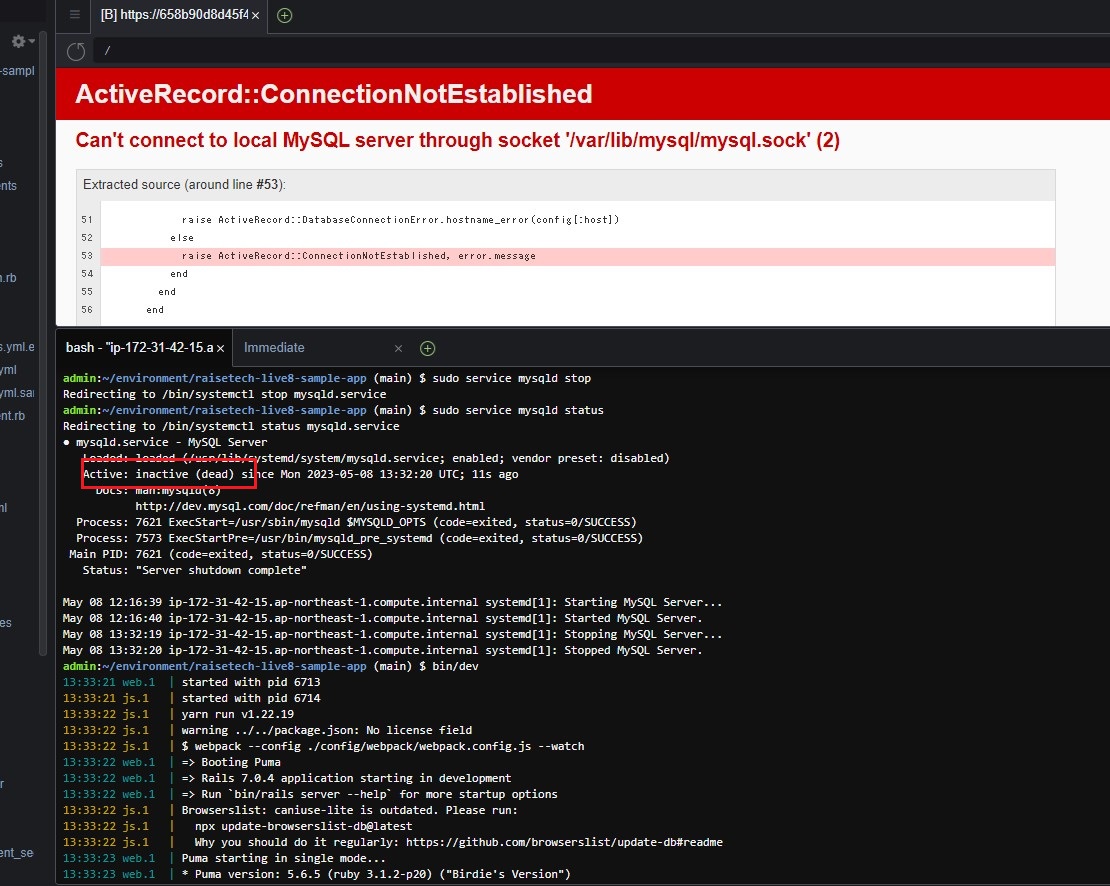 [B] https://658b90d8d45f4
/
-sampl
ActiveRecord::ConnectionNotEstablished
Can't connect to local MySQL server through socket '/var/lib/mysql/mysql.sock' (2)
s
ents
Extracted source (around line #53):
51 raise ActiveRecord::DatabaseConnectionError.hostname_error(config[:host])
52 else
53 raise ActiveRecord::ConnectionNotEstablished, error.message
54 end
55 end
56 end
n.rb
s.yml.e
yml
yml.sa
nt.rb
nl
es
r
ent_se
bash - "ip-172-31-42-15.a
Immediate
admin:~/environment/raisetech-live8-sample-app (main) $ sudo service mysqld stop
Redirecting to /bin/systemctl stop mysqld.service
admin:~/environment/raisetech-live8-sample-app (main) $ sudo service mysqld status
Redirecting to /bin/systemctl status mysqld.service
● mysqld.service - MySQL Server
Loaded: loaded (/usr/lib/systemd/system/mysqld.service; enabled; vendor preset: disabled)
Active: inactive (dead) since Mon 2023-05-08 13:32:20 UTC; 11s ago
Docs: man:mysqld(8)
http://dev.mysql.com/doc/refman/en/using-systemd.html
Process: 7621 ExecStart=/usr/sbin/mysqld $MYSQLD_OPTS (code=exited, status=0/SUCCESS)
Process: 7573 ExecStartPre=/usr/bin/mysqld_pre_systemd (code=exited, status=0/SUCCESS)
Main PID: 7621 (code=exited, status=0/SUCCESS)
Status: "Server shutdown complete"
May 08 12:16:39 ip-172-31-42-15.ap-northeast-1.compute.internal systemd[1]: Starting MySQL Server...
May 08 12:16:40 ip-172-31-42-15.ap-northeast-1.compute.internal systemd[1]: Started MySQL Server.
May 08 13:32:19 ip-172-31-42-15.ap-northeast-1.compute.internal systemd[1]: Stopping MySQL Server...
May 08 13:32:20 ip-172-31-42-15.ap-northeast-1.compute.internal systemd[1]: Stopped MySQL Server.
admin:~/environment/raisetech-live8-sample-app (main) $ bin/dev
13:33:21 web.1 | started with pid 6713
13:33:21 js.1 | started with pid 6714
13:33:22 js.1 | yarn run v1.22.19
13:33:22 js.1 | warning ../../package.json: No license field
13:33:22 js.1 | $ webpack --config ./config/webpack/webpack.config.js --watch
13:33:22 web.1 | => Booting Puma
13:33:22 web.1 | => Rails 7.0.4 application starting in development
13:33:22 web.1 | => Run `bin/rails server --help` for more startup options
13:33:22 js.1 | Browserslist: caniuse-lite is outdated. Please run:
13:33:22 js.1 | npx update-browserslist-db@latest
13:33:22 js.1 | Why you should do it regularly: https://github.com/browserslist/update-db#readme
13:33:23 web.1 | Puma starting in single mode...
13:33:23 web.1 | * Puma version: 5.6.5 (ruby 3.1.2-p20) ("Birdie's Version")